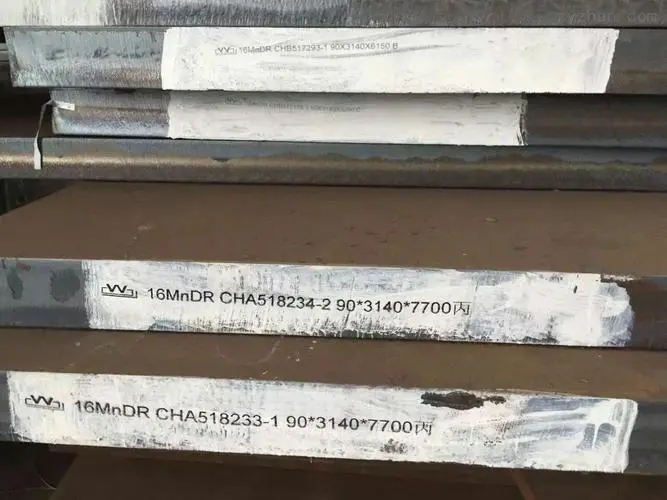 16MnDR CHB517293-1 90X3140X6150 B
16MnDR CHA518234-2 90*3140*7700丙
16MnDR CHA518233-1 90*3140*7700丙